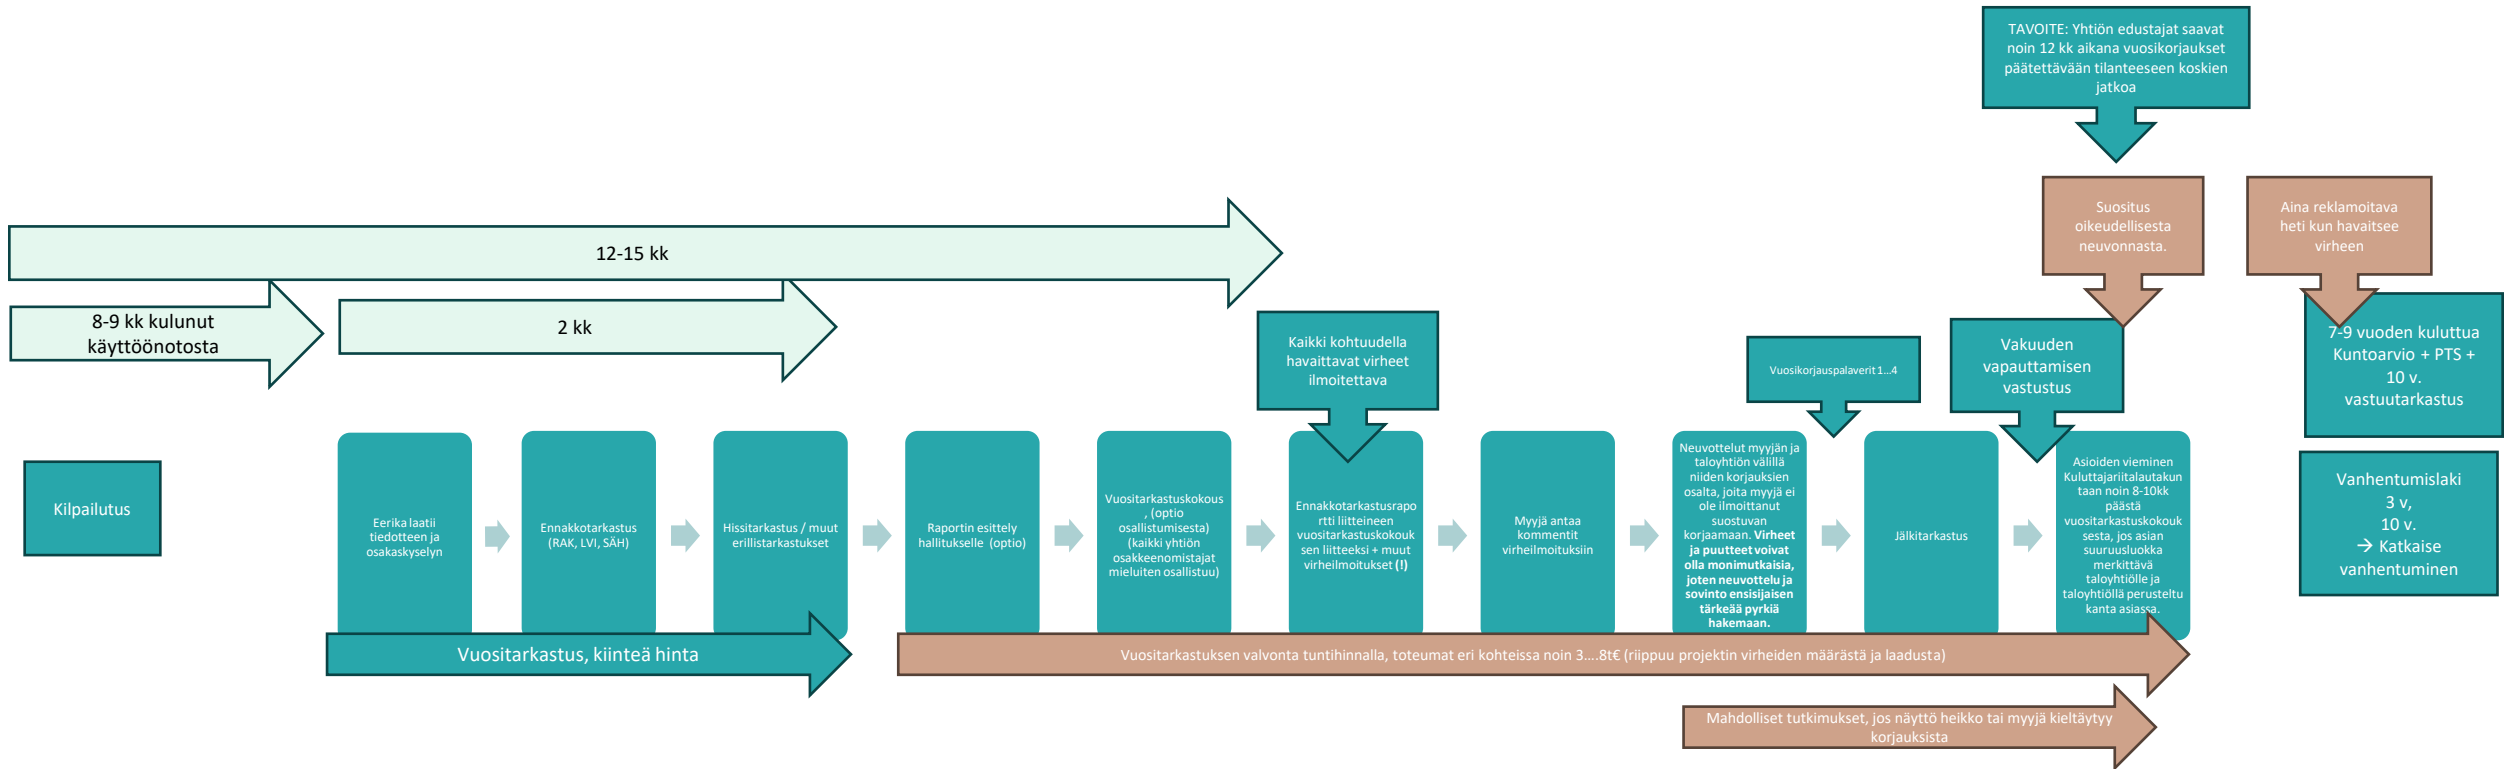 TAVOITE: Yhtiön edustajat saavat
noin 12 kk aikana vuosikorjaukset
päätettävään tilanteeseen koskien
jatkoa
Suositus
oikeudellisesta
neuvonnasta.
Aina reklamoitava
heti kun havaitsee
virheen
12-15 kk
8-9 kk kulunut
käyttöönotosta
2 kk
Kaikki kohtuudella
havaittavat virheet
ilmoitettava
Vuosikorjauspalaverit 1...4
Vakuuden
vapauttamisen
vastustus
7-9 vuoden kuluttua
Kuntoarvio + PTS +
10 v.
vastuutarkastus
Kilpailutus
Eerika laatii
tiedotteen ja
osakaskyselyn
Ennakkotarkastus
(RAK, LVI, SÄH)
Hissitarkastus / muut
erillistarkastukset
Raportin esittely
hallitukselle (optio)
Vuositarkastuskokous
, (optio
osallistumisesta)
(kaikki yhtiön
osakkeenomistajat
mieluiten osallistuu)
Ennakkotarkastusrapo
rtti liitteineen
vuositarkastuskokouk
sen liitteeksi + muut
virheilmoitukset (!)
Myyjä antaa
kommentit
virheilmoituksiin
Neuvottelut myyjän ja
taloyhtiön välillä
niiden korjauksien
osalta, joita myyjä ei
ole ilmoittanut
suostuvan
korjaamaan. Virheet
ja puutteet voivat
olla monimutkaisia,
joten neuvottelu ja
sovinto ensisijaisen
tärkeää pyrkiä
hakemaan.
Jälkitarkastus
Asioiden vieminen
Kuluttajariitalautakun
taan noin 8-10kk
päästä
vuositarkastuskokouk
sesta, jos asian
suuruusluokka
merkittävä
taloyhtiölle ja
taloyhtiöllä perusteltu
kanta asiassa.
Vanhentumislaki
3 v,
10 v.
→ Katkaise
vanhentuminen
Vuositarkastus, kiinteä hinta
Vuositarkastuksen valvonta tuntihinnalla, toteumat eri kohteissa noin 3....8t€ (riippuu projektin virheiden määrästä ja laadusta)
Mahdolliset tutkimukset, jos näyttö heikko tai myyjä kieltäytyy
korjauksista